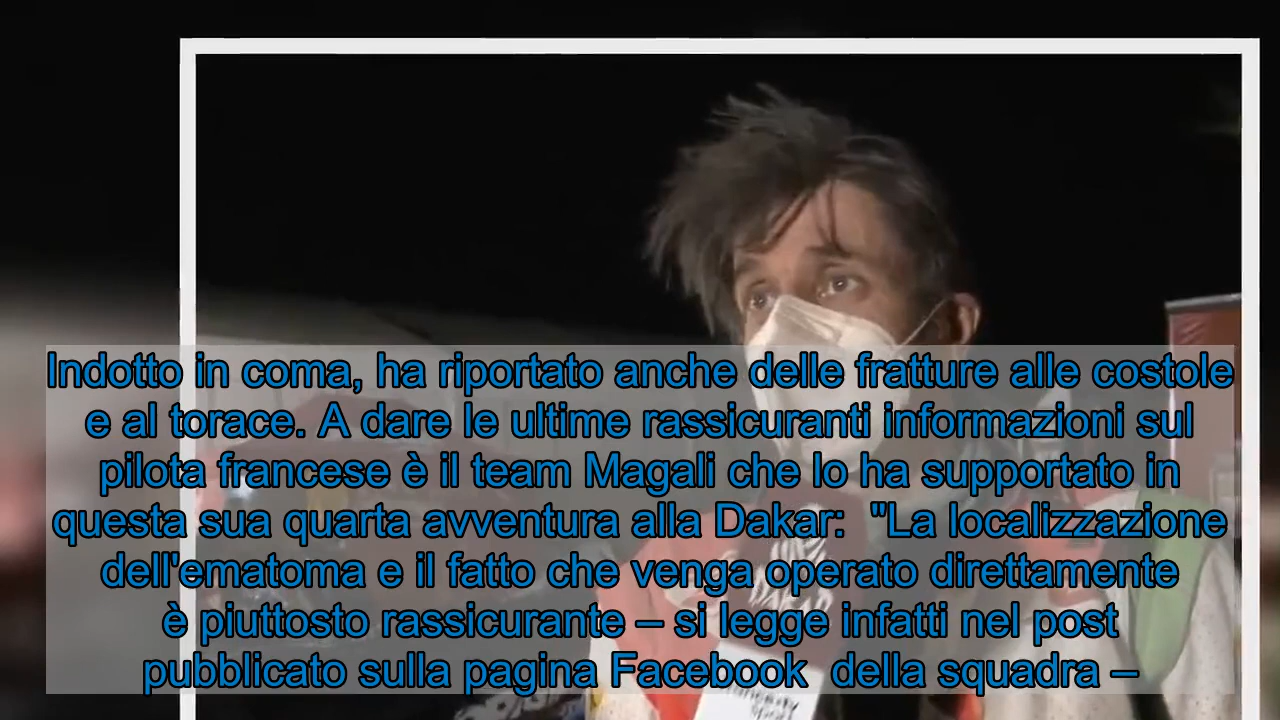 Indotto in coma, ha riportato anche delle fratture alle costole
e al torace. A dare le ultime rassicuranti informazioni sul
pilota francese è il team Magali che lo ha supportato in
questa sua quarta avventura alla Dakar:  "La localizzazione
dell'ematoma e il fatto che venga operato direttamente
è piuttosto rassicurante – si legge infatti nel post
pubblicato sulla pagina Facebook  della squadra –